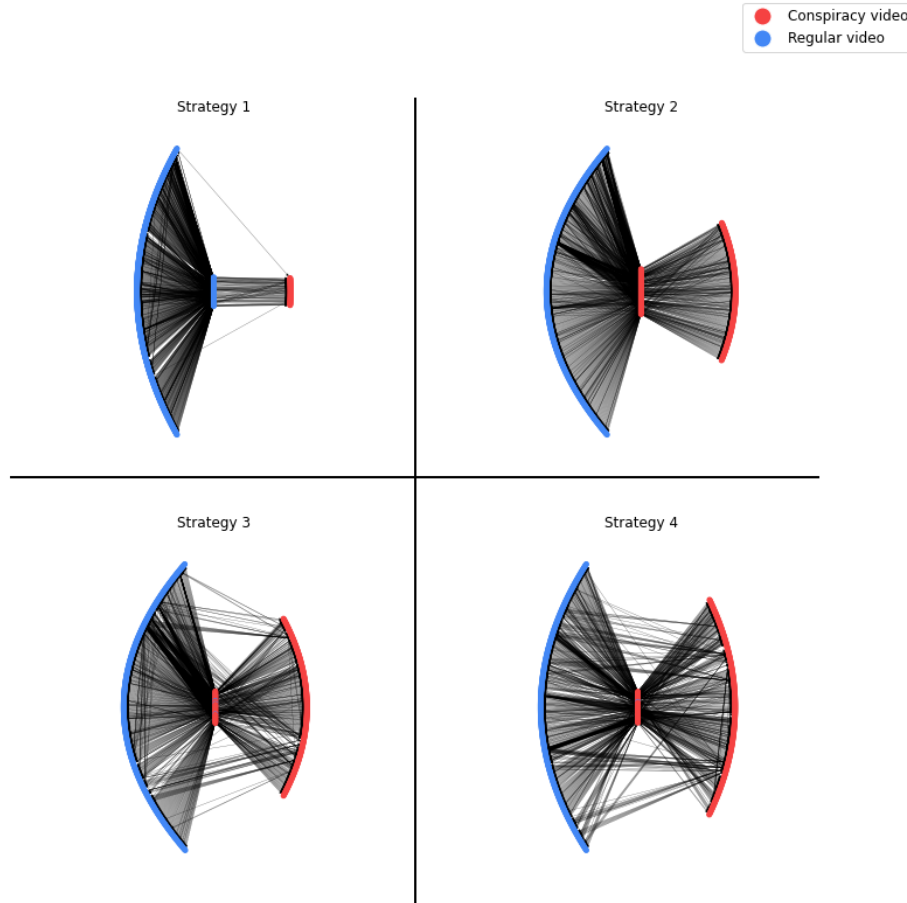 Conspiracy video
Regular video
Strategy 1
Strategy 2
Strategy 3
Strategy 4